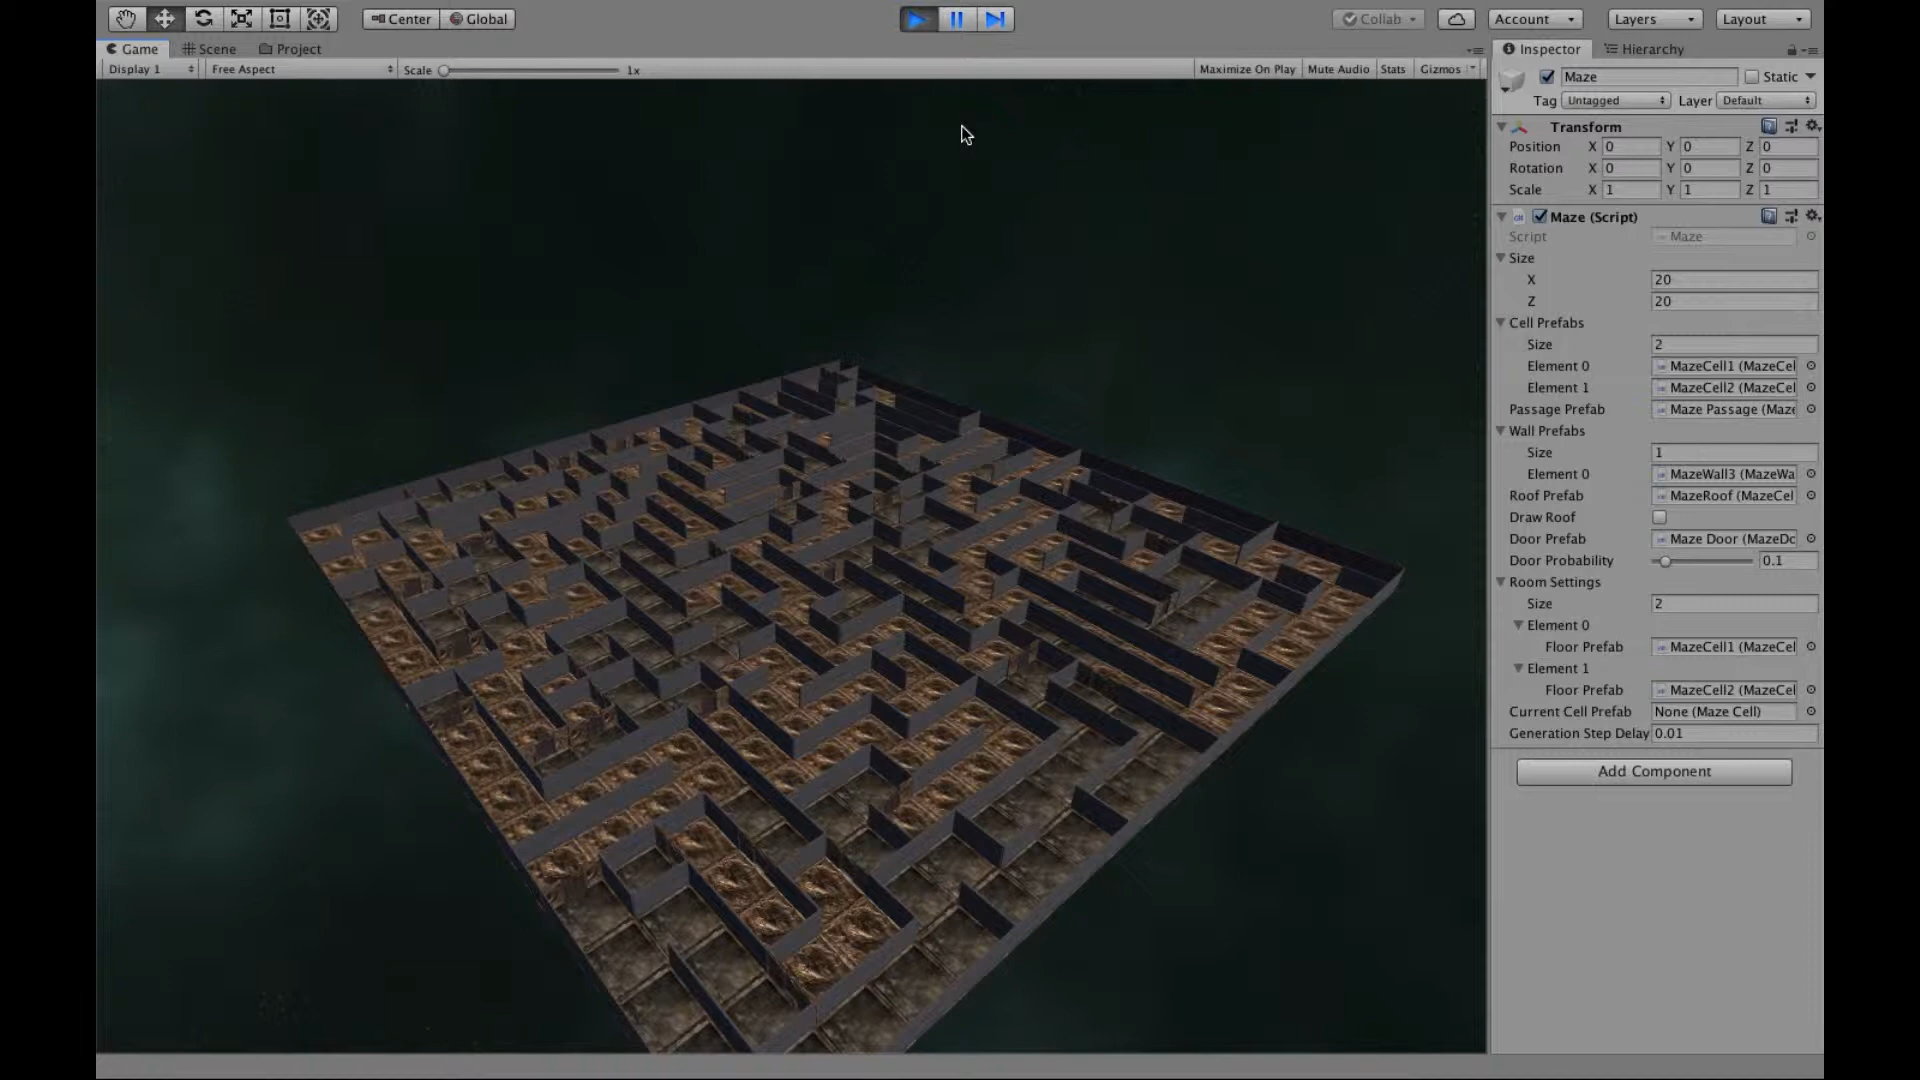 Center Global Collab Account Layers Layout
Game Scene Project Inspector Hierarchy
Display 1 Free Aspect Scale 1x Maximize On Play Mute Audio Stats Gizmos
Maze Static
Tag Untagged Layer Default
Transform
Position X 0 Y 0 Z 0
Rotation X 0 Y 0 Z 0
Scale X 1 Y 1 Z 1
Maze (Script)
Script Maze
Size
X 20
Z 20
Cell Prefabs
Size 2
Element 0 MazeCell1 (MazeCel
Element 1 MazeCell2 (MazeCel
Passage Prefab Maze Passage (Maze
Wall Prefabs
Size 1
Element 0 MazeWall3 (MazeWa
Roof Prefab MazeRoof (MazeCel
Draw Roof
Door Prefab Maze Door (MazeDo
Door Probability 0.1
Room Settings
Size 2
Element 0
Floor Prefab MazeCell1 (MazeCel
Element 1
Floor Prefab MazeCell2 (MazeCel
Current Cell Prefab None (Maze Cell)
Generation Step Delay 0.01
Add Component